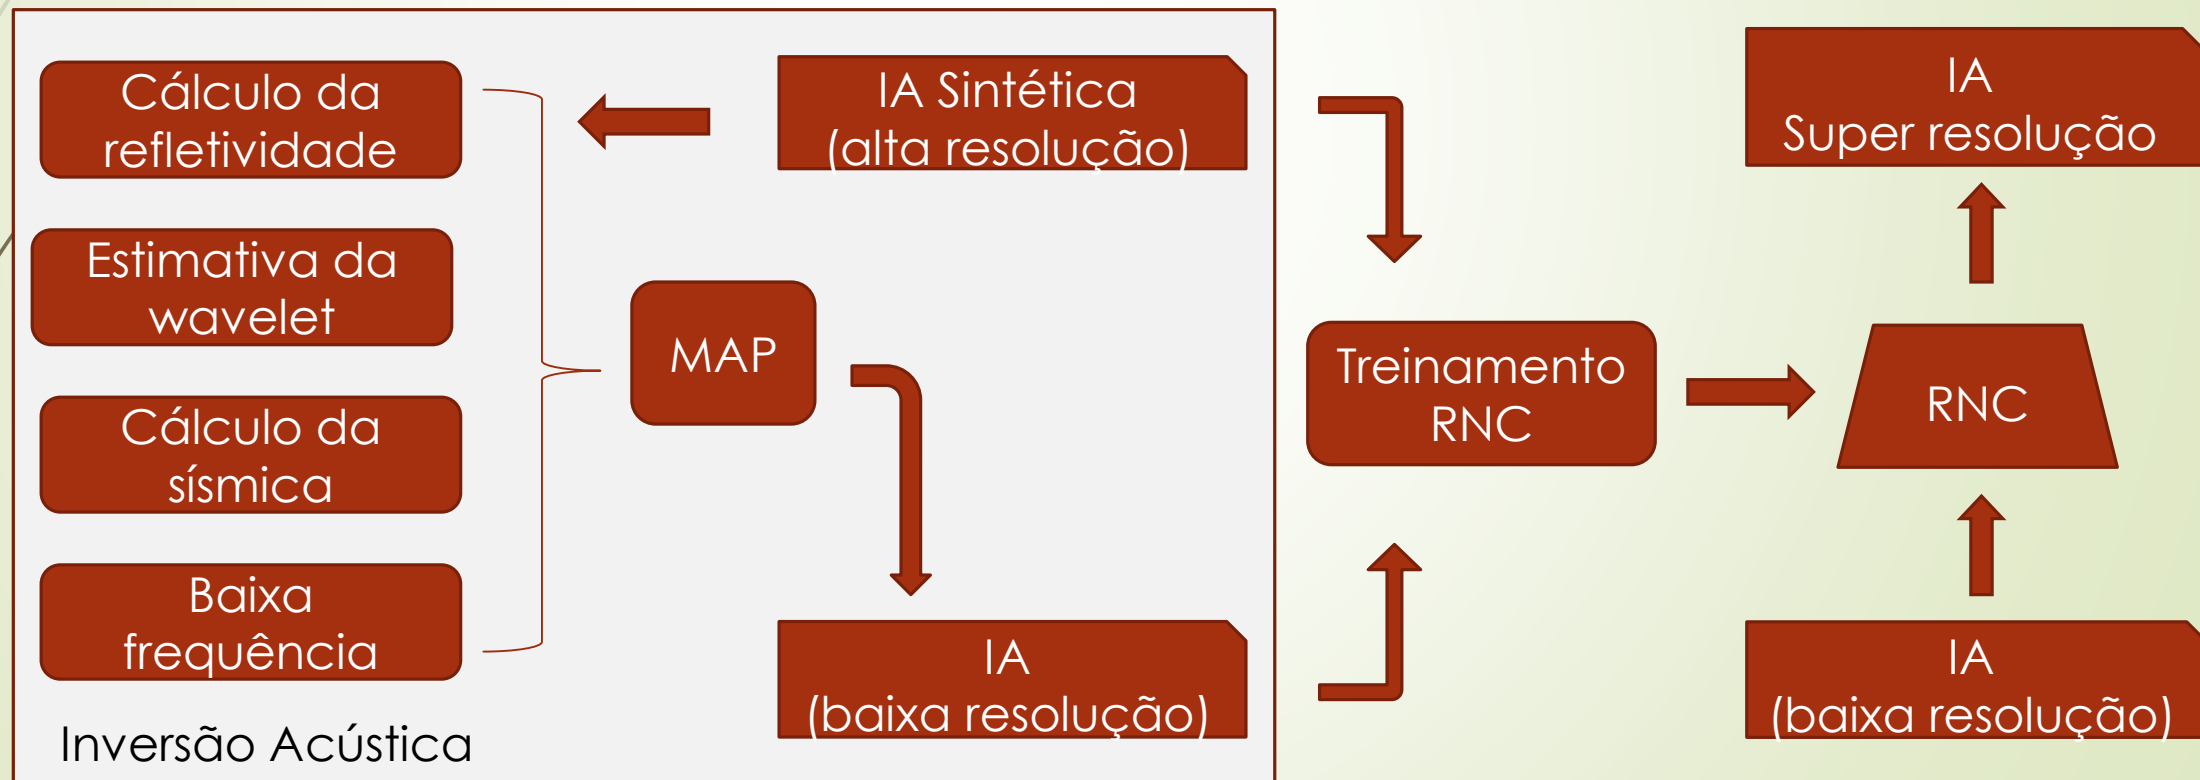 Cálculo da
refletividade
Estimativa da
wavelet
Cálculo da
sísmica
Baixa
frequência
Inversão Acústica
MAP
IA Sintética
(alta resolução)
IA
(baixa resolução)
Treinamento
RNC
IA
Super resolução
RNC
IA
(baixa resolução)